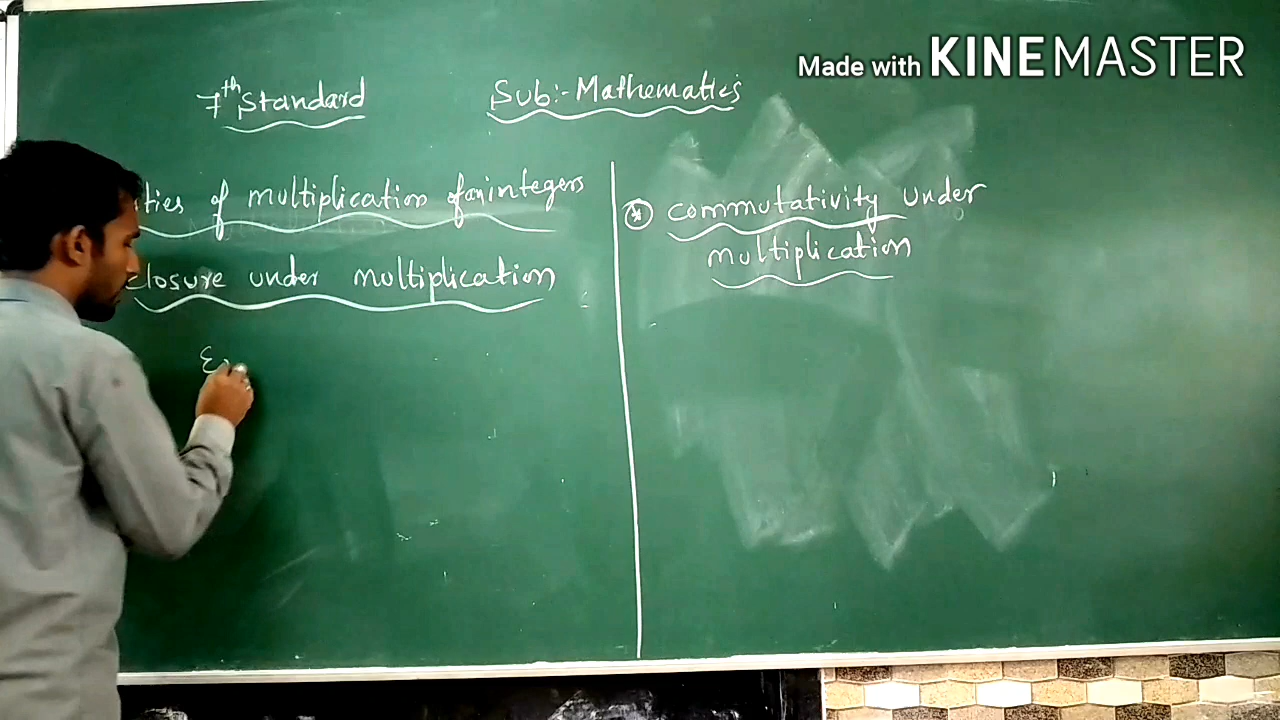 Made with KINEMASTER
7th Standard
Sub:- Mathematics
ties of multiplication of an integers
closure under multiplication
Ex
* commutativity under
multiplication